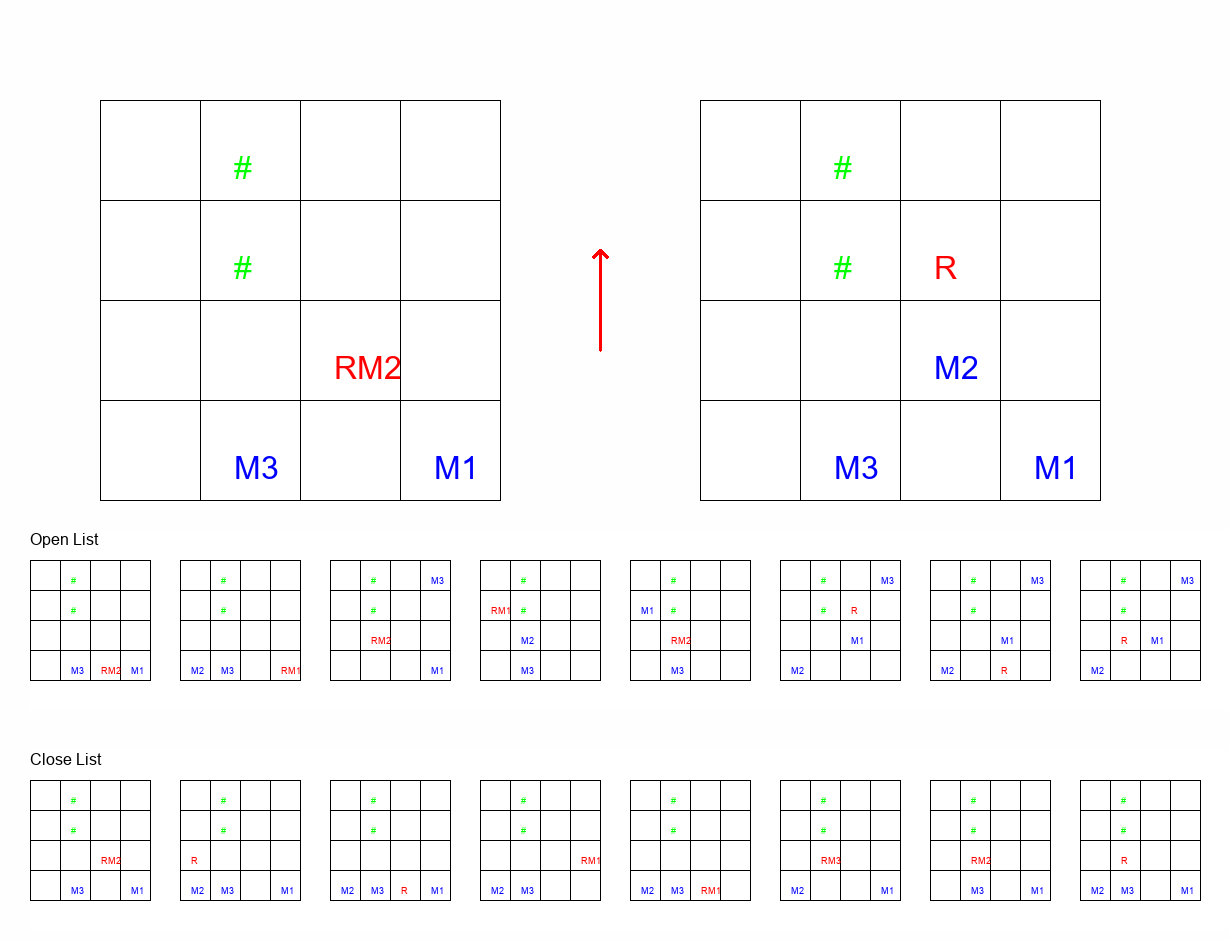 # #
# # R
RM2 M2
M3 M1 M3 M1
Open List
# # # M3 # # # M3 # M3 # M3
# # # RM1 # M1 # # R # #
RM2 M2 RM2 M1 M1 R M1
M3 RM2 M1 M2 M3 RM1 M1 M3 M3 M2 M2 R M2
Close List
# # # # # # # #
# # # # # # # #
RM2 R RM1 RM3 RM2 R
M3 M1 M2 M3 M1 M2 M3 R M1 M2 M3 M2 M3 RM1 M2 M1 M3 M1 M2 M3 M1